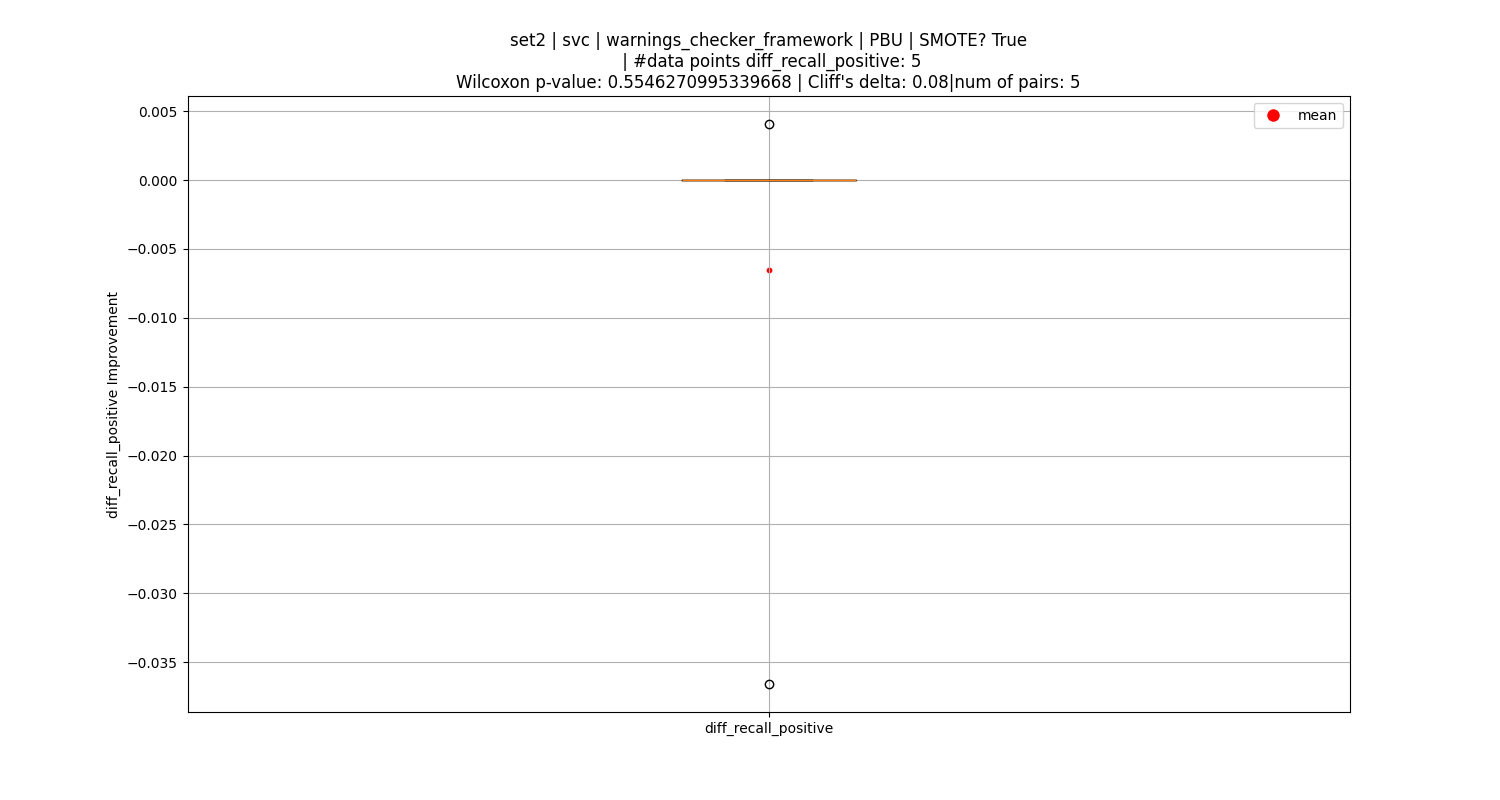 set2 | svc | warnings_checker_framework | PBU | SMOTE? True
| #data points diff_recall_positive: 5
Wilcoxon p-value: 0.5546270995339668 | Cliff's delta: 0.08|num of pairs: 5
mean
0.005
0.000
−0.005
−0.010
−0.015
−0.020
−0.025
−0.030
−0.035
diff_recall_positive Improvement
diff_recall_positive